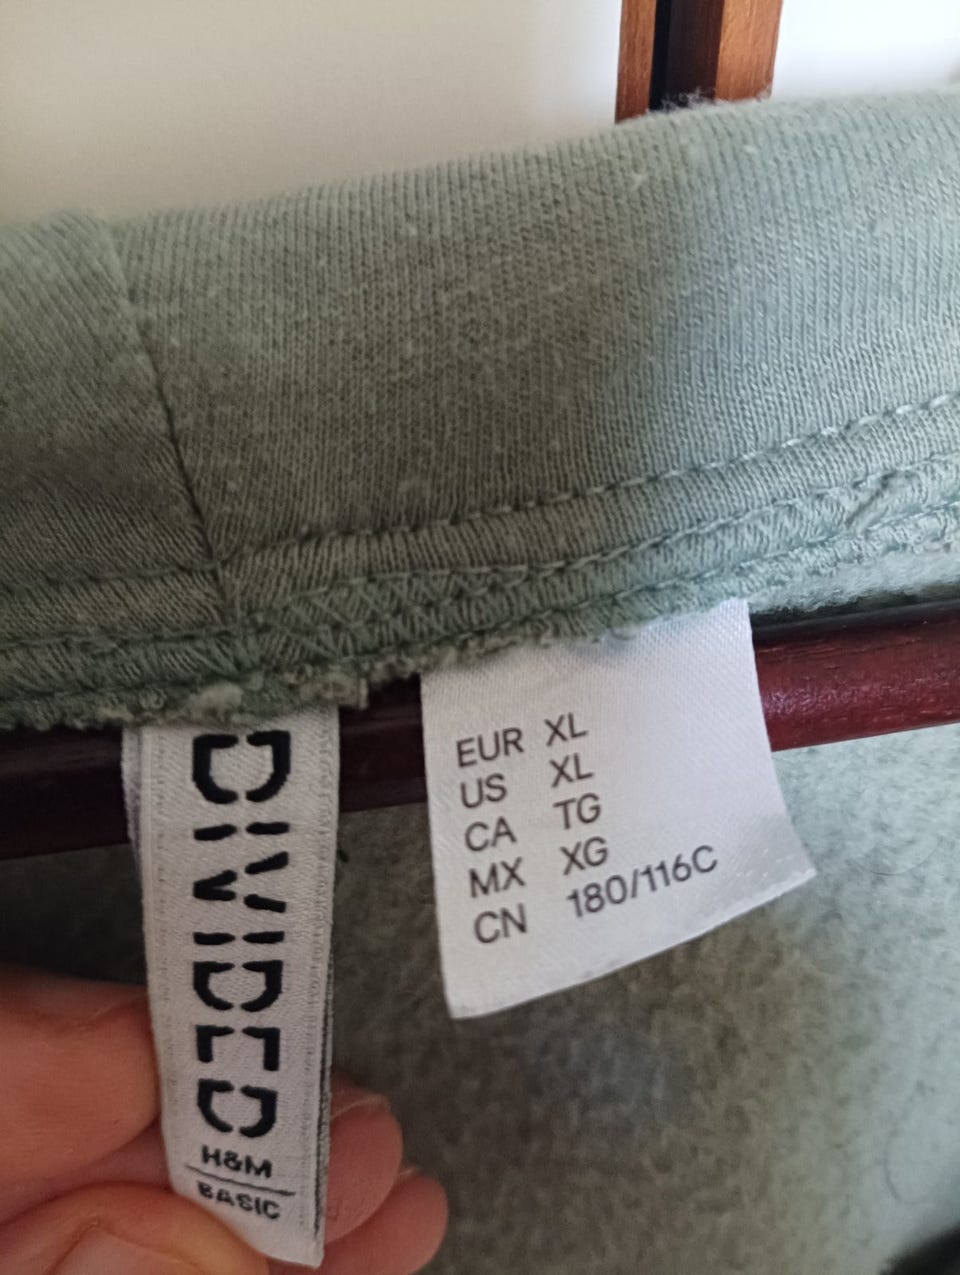 DIVIDED
H&M
BASIC
EUR XL
US XL
CA TG
MX XG
CN 180/116C